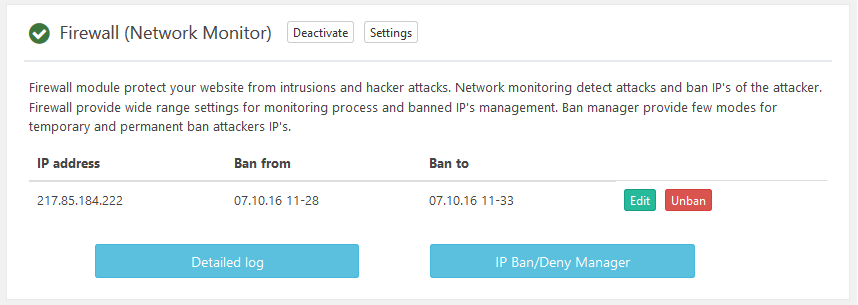 Firewall (Network Monitor) Deactivate Settings
Firewall module protect your website from intrusions and hacker attacks. Network monitoring detect attacks and ban IP's of the attacker.
Firewall provide wide range settings for monitoring process and banned IP's management. Ban manager provide few modes for
temporary and permanent ban attackers IP's.
IP address Ban from Ban to
217.85.184.222 07.10.16 11-28 07.10.16 11-33 Edit Unban
Detailed log IP Ban/Deny Manager